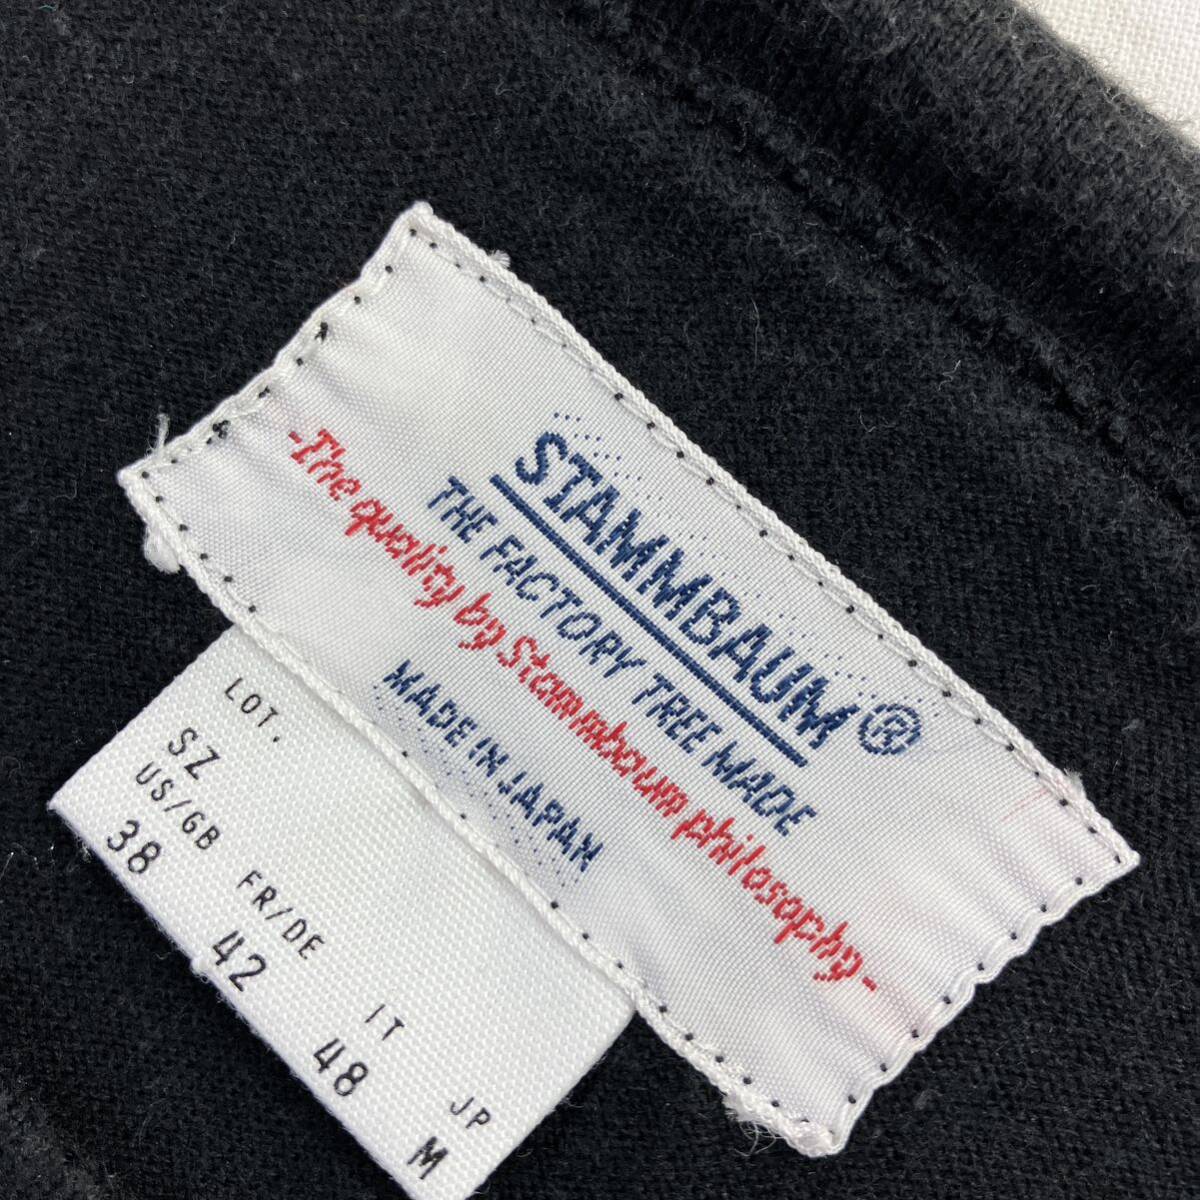 STAMMBAUM®
THE FACTORY TREE MADE
-The quality by Stammbaum philosophy-
MADE IN JAPAN
LOT.
SZ
US/GB FR/DE IT JP
38 42 48 M